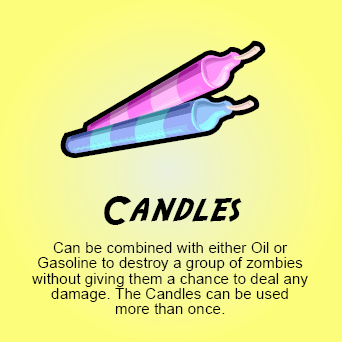 Candles
Can be combined with either Oil or
Gasoline to destroy a group of zombies
without giving them a chance to deal any
damage. The Candles can be used
more than once.